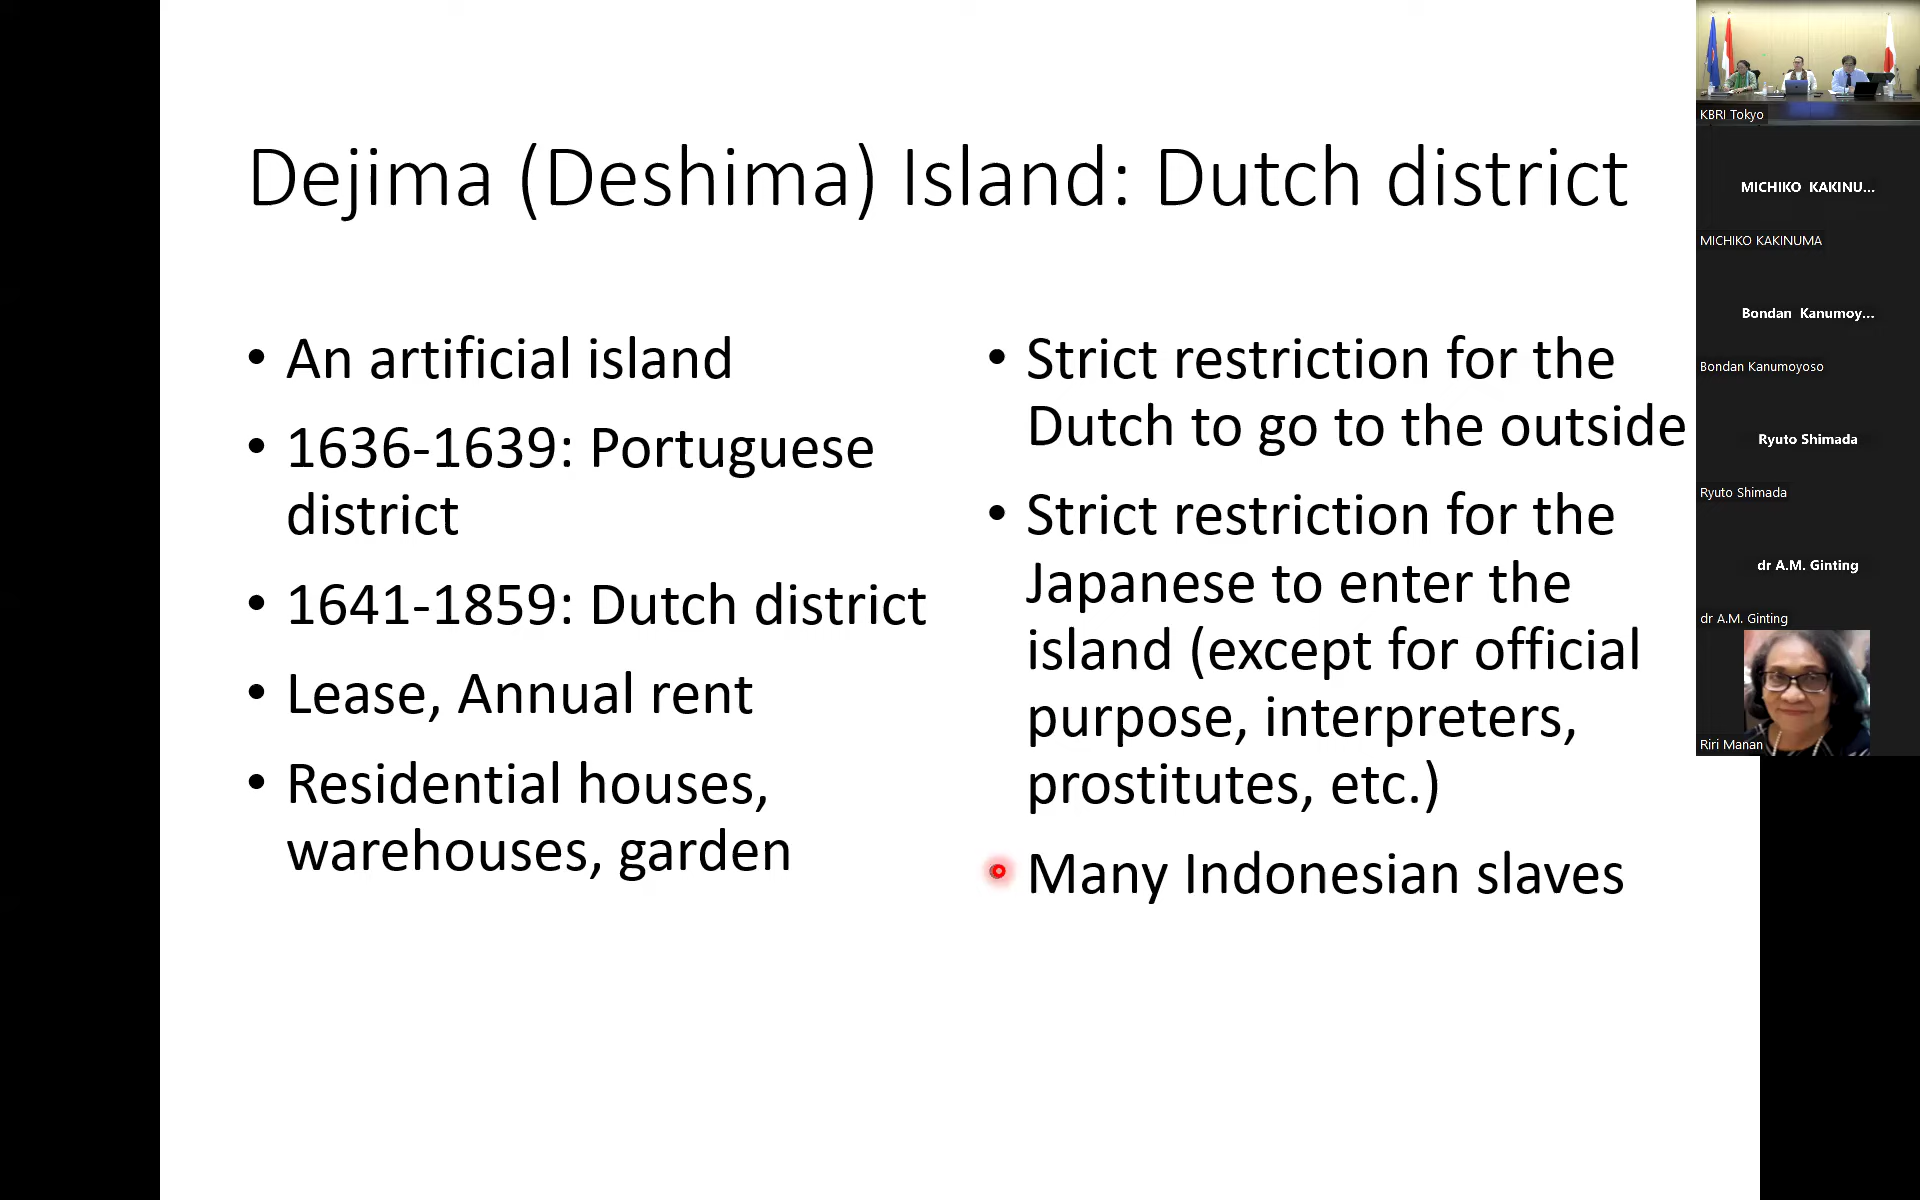 Dejima (Deshima) Island: Dutch district
• An artificial island
• 1636-1639: Portuguese
district
• 1641-1859: Dutch district
• Lease, Annual rent
• Residential houses,
warehouses, garden
• Strict restriction for the
Dutch to go to the outside
• Strict restriction for the
Japanese to enter the
island (except for official
purpose, interpreters,
prostitutes, etc.)
Many Indonesian slaves
KBRI Tokyo
MICHIKO KAKINU...
MICHIKO KAKINUMA
Bondan Kanumoy...
Bondan Kanumoyoso
Ryuto Shimada
Ryuto Shimada
dr A.M. Ginting
dr A.M. Ginting
Riri Manan